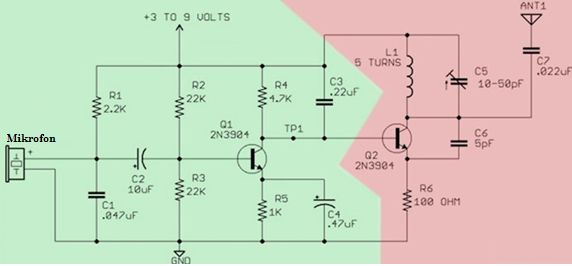 ANT1
+3 TO 9 VOLTS
L1
5 TURNS
C7
.022uF
C5
10-50pF
R1
2.2K
R2
22K
R4
4.7K
C3
.22uF
Mikrofon
+
Q1
2N3904
TP1
C6
5pF
Q2
2N3904
C2
10uF
R3
22K
R5
1K
C4
.47uF
R6
100 OHM
C1
.047uF
GND